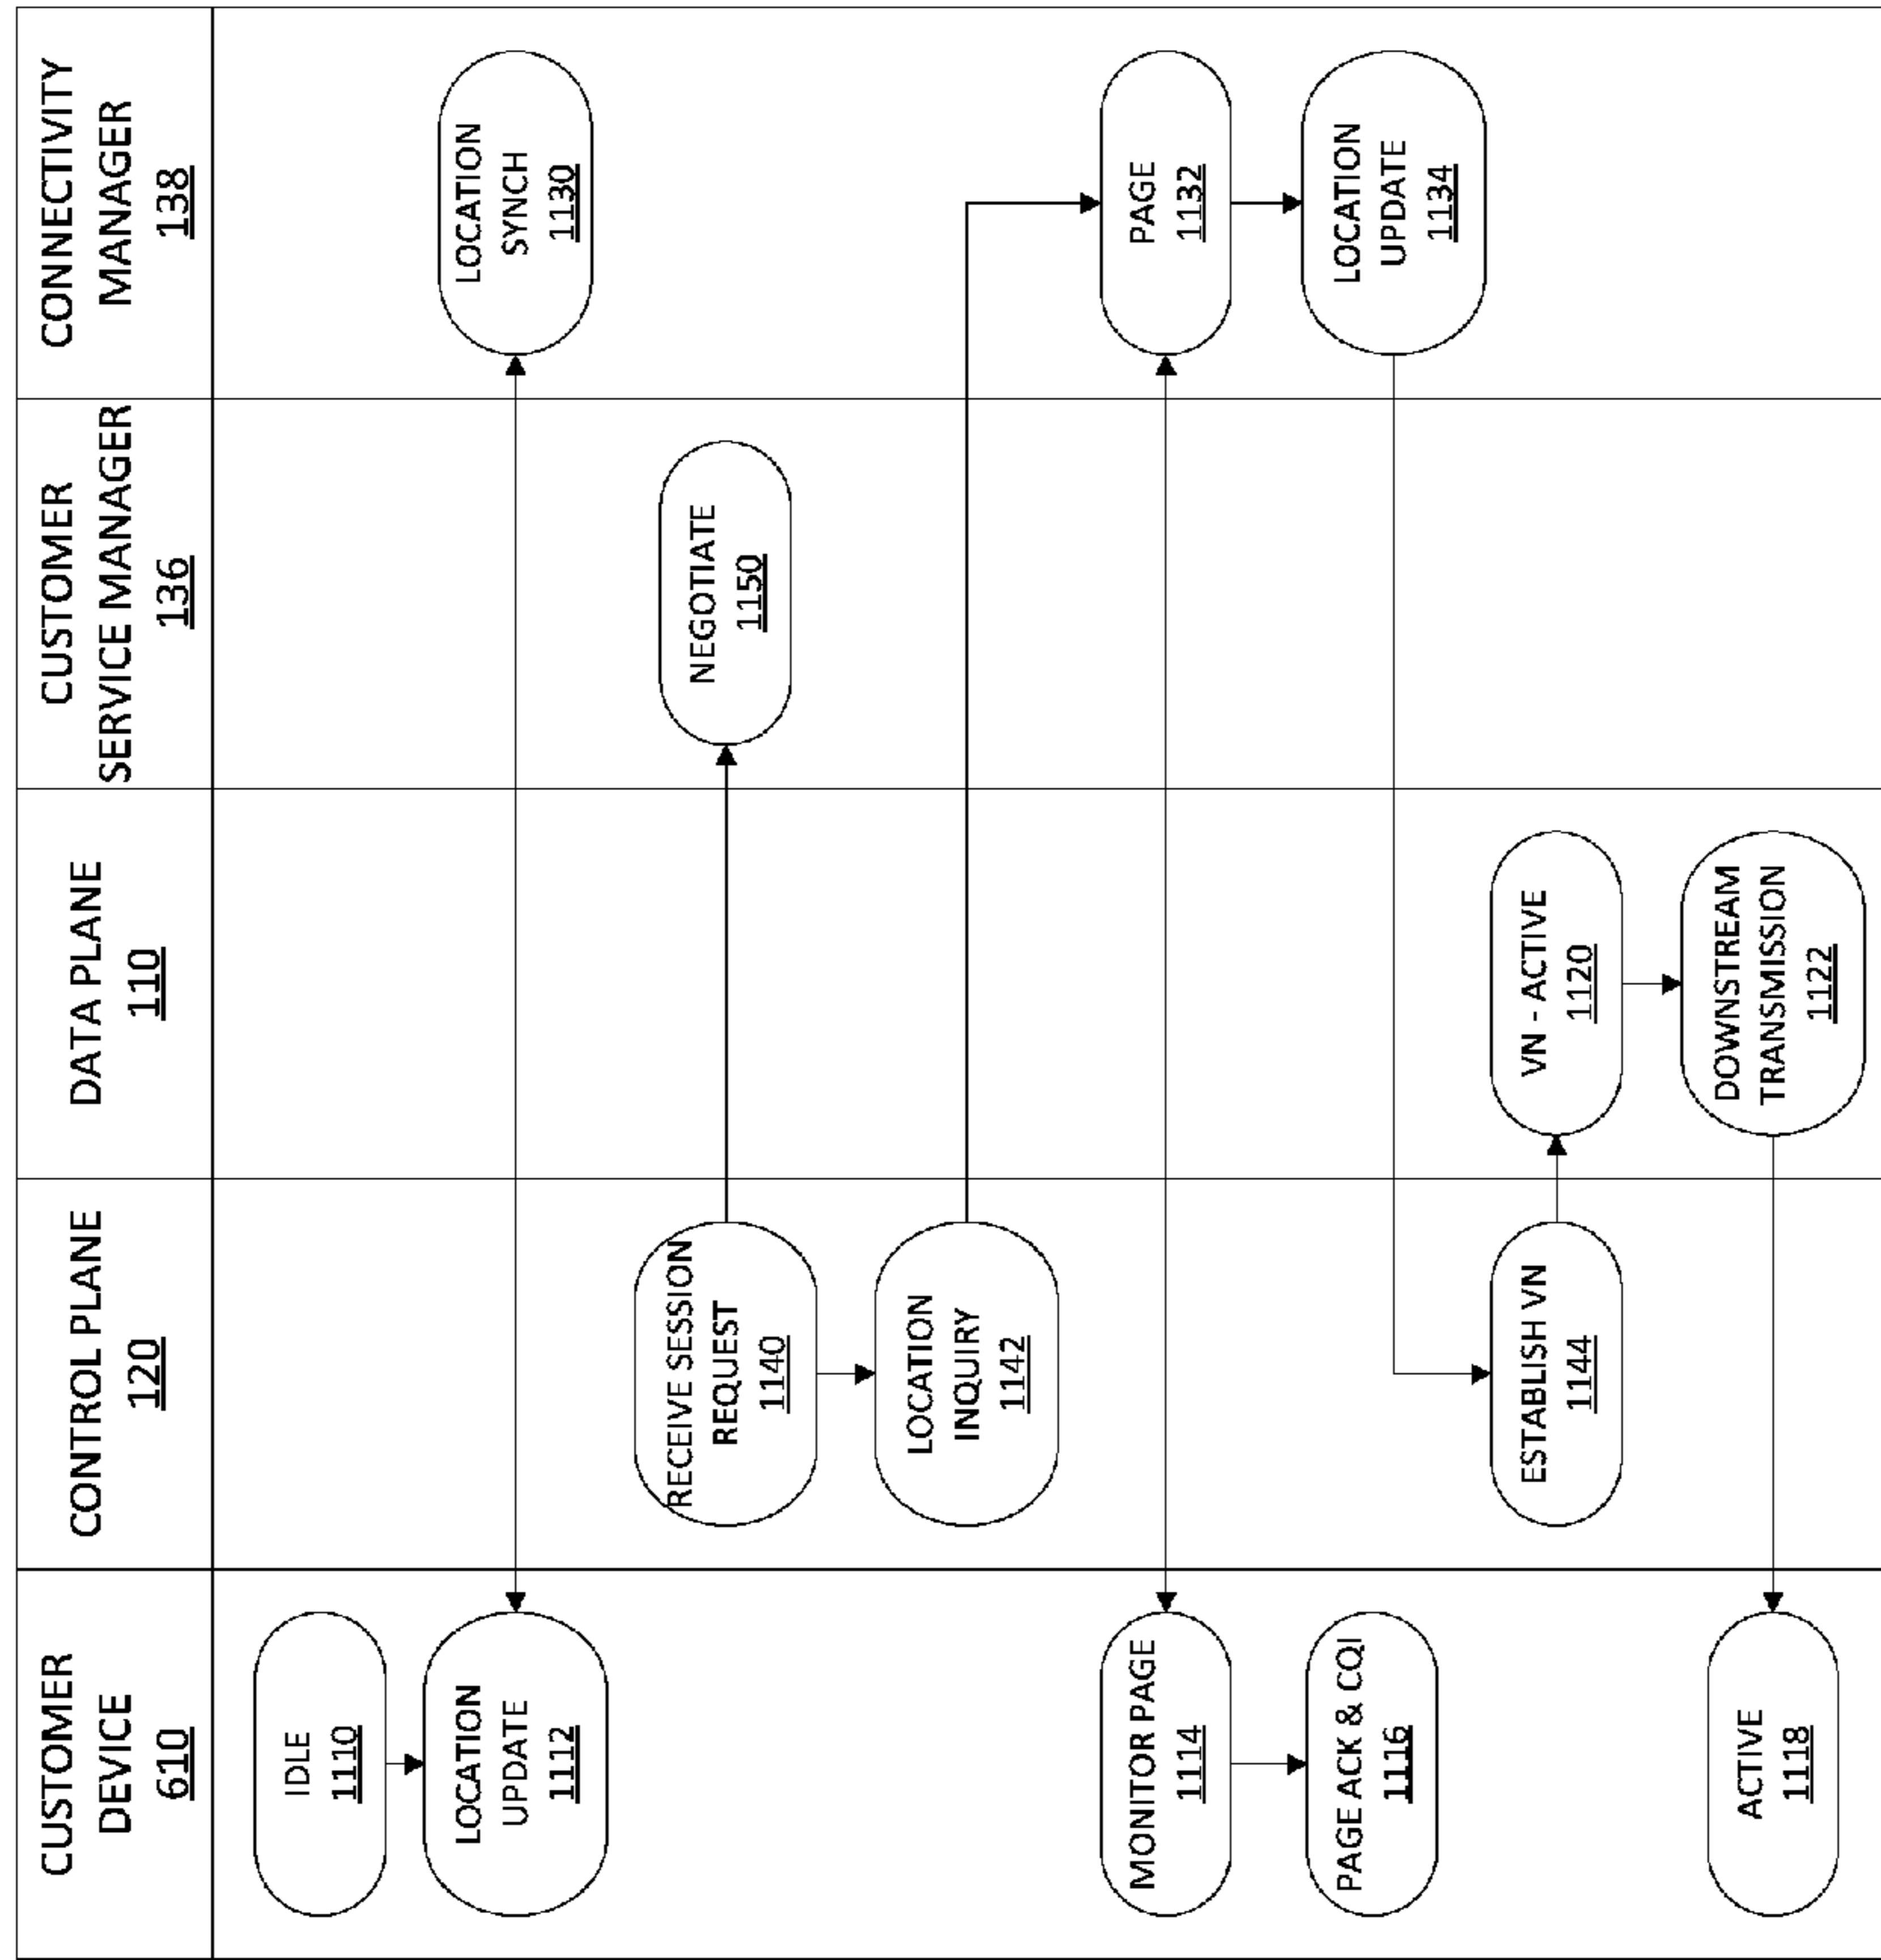 CUSTOMER
DEVICE
610
CONTROL PLANE
120
DATA PLANE
110
CUSTOMER
SERVICE MANAGER
136
CONNECTIVITY
MANAGER
138
IDLE
1110
LOCATION
UPDATE
1112
LOCATION
SYNCH
1130
RECEIVE SESSION
REQUEST
1140
NEGOTIATE
1150
LOCATION
INQUIRY
1142
MONITOR PAGE
1114
PAGE
1132
PAGE ACK & CQI
1116
LOCATION
UPDATE
1134
ESTABLISH VN
1144
VN - ACTIVE
1120
ACTIVE
1118
DOWNSTREAM
TRANSMISSION
1122